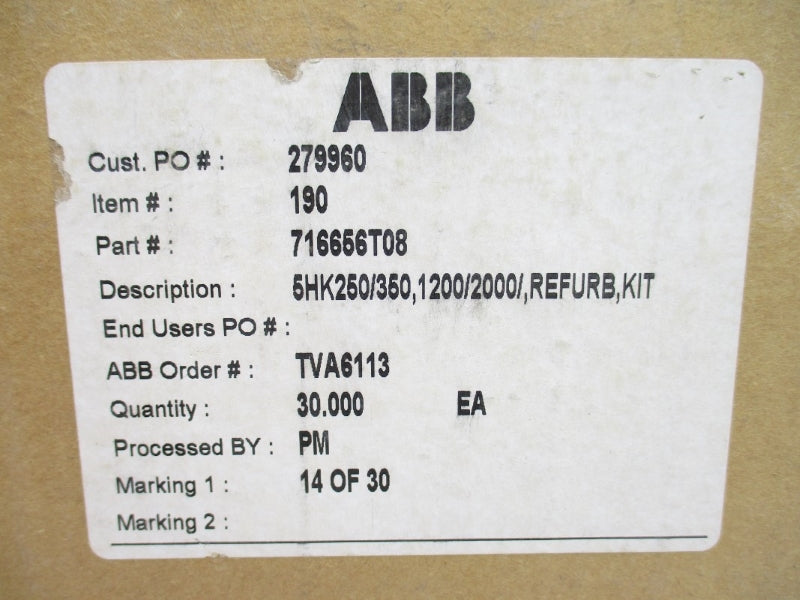 ABB
Cust. PO # : 279960
Item # : 190
Part # : 716656T08
Description : 5HK250/350,1200/2000/,REFURB,KIT
End Users PO # :
ABB Order # : TVA6113
Quantity : 30.000 EA
Processed BY : PM
Marking 1 : 14 OF 30
Marking 2 :